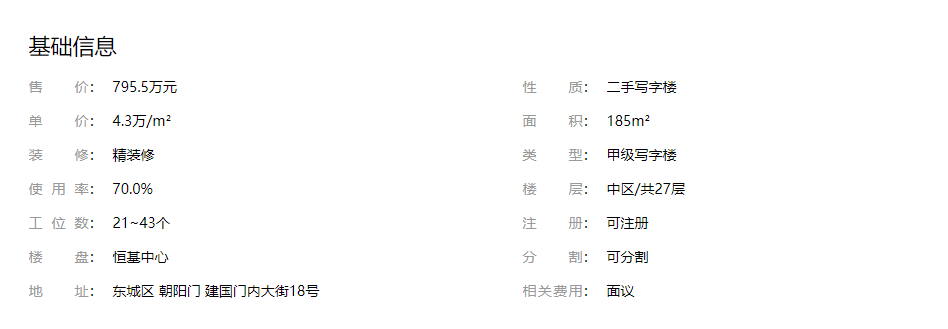 基础信息
售价： 795.5万元 性质： 二手写字楼
单价： 4.3万/m² 面积： 185m²
装修： 精装修 类型： 甲级写字楼
使用率： 70.0% 楼层： 中区/共27层
工位数： 21~43个 注册： 可注册
楼盘： 恒基中心 分割： 可分割
地址： 东城区 朝阳门 建国门内大街18号 相关费用： 面议